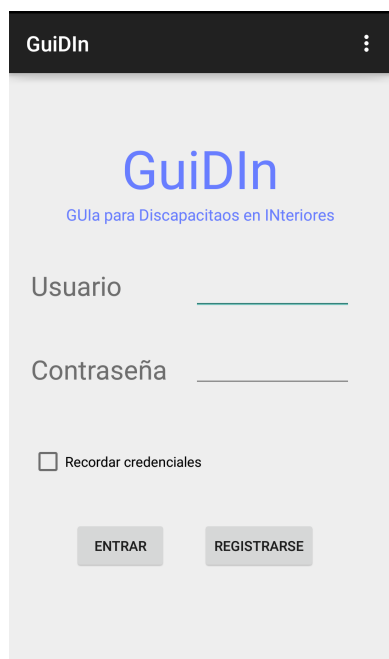 GuiDIn
GuiDIn
GUIa para Discapacitaos en INteriores
Usuario
Contraseña
Recordar credenciales
ENTRAR
REGISTRARSE